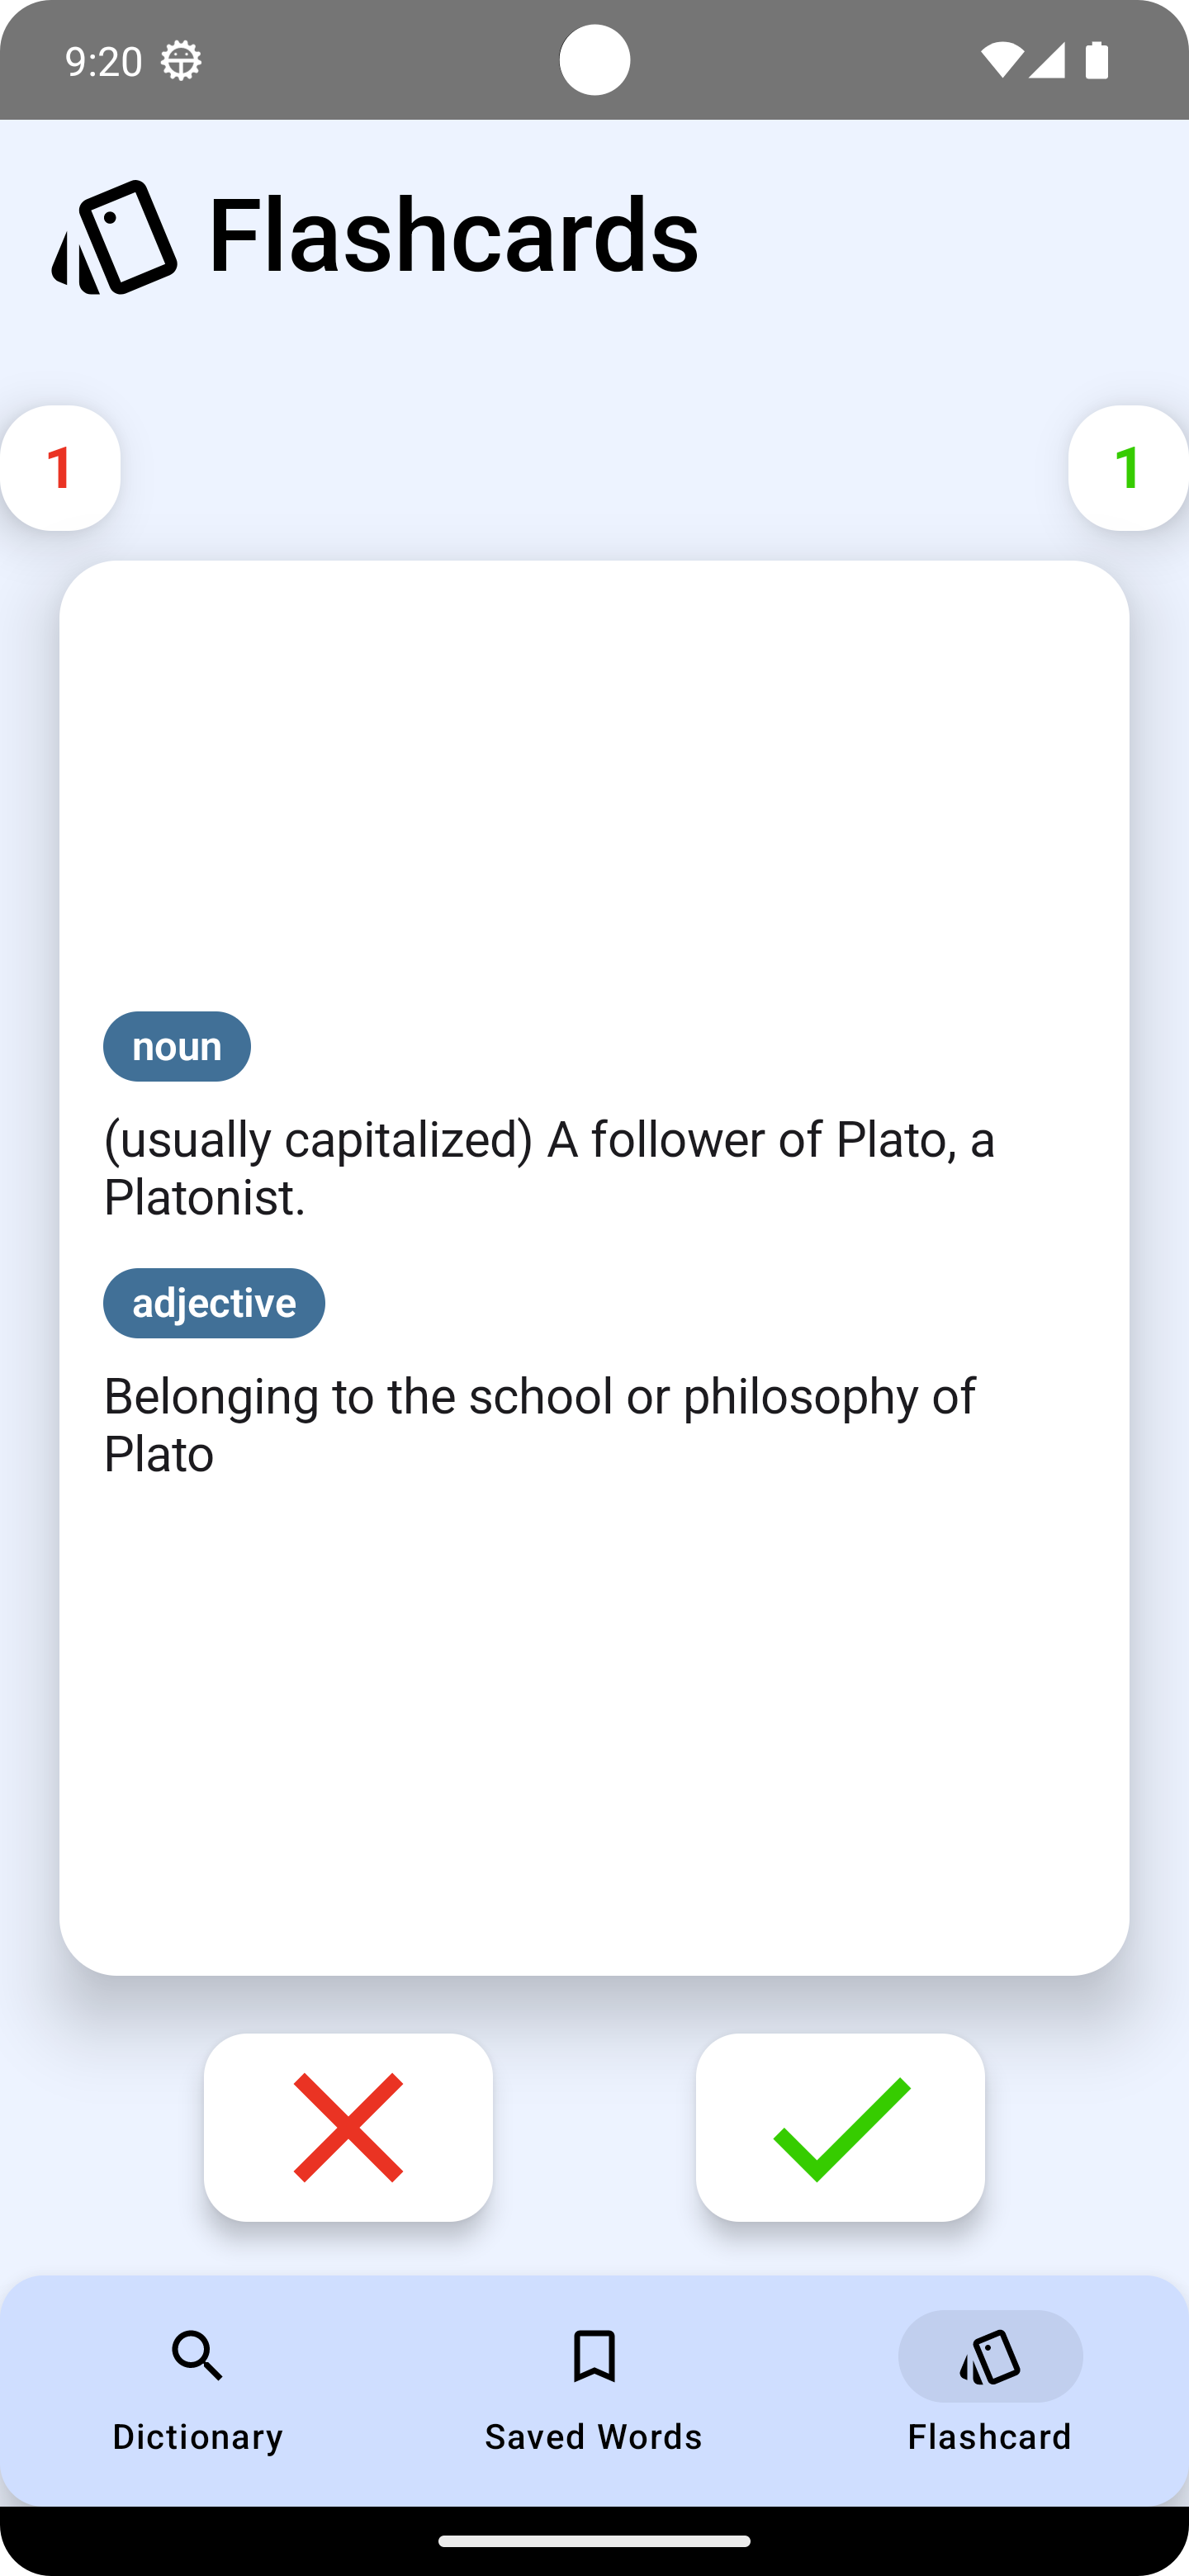 9:20
Flashcards
1
1
noun
(usually capitalized) A follower of Plato, a
Platonist.
adjective
Belonging to the school or philosophy of
Plato
Dictionary
Saved Words
Flashcard